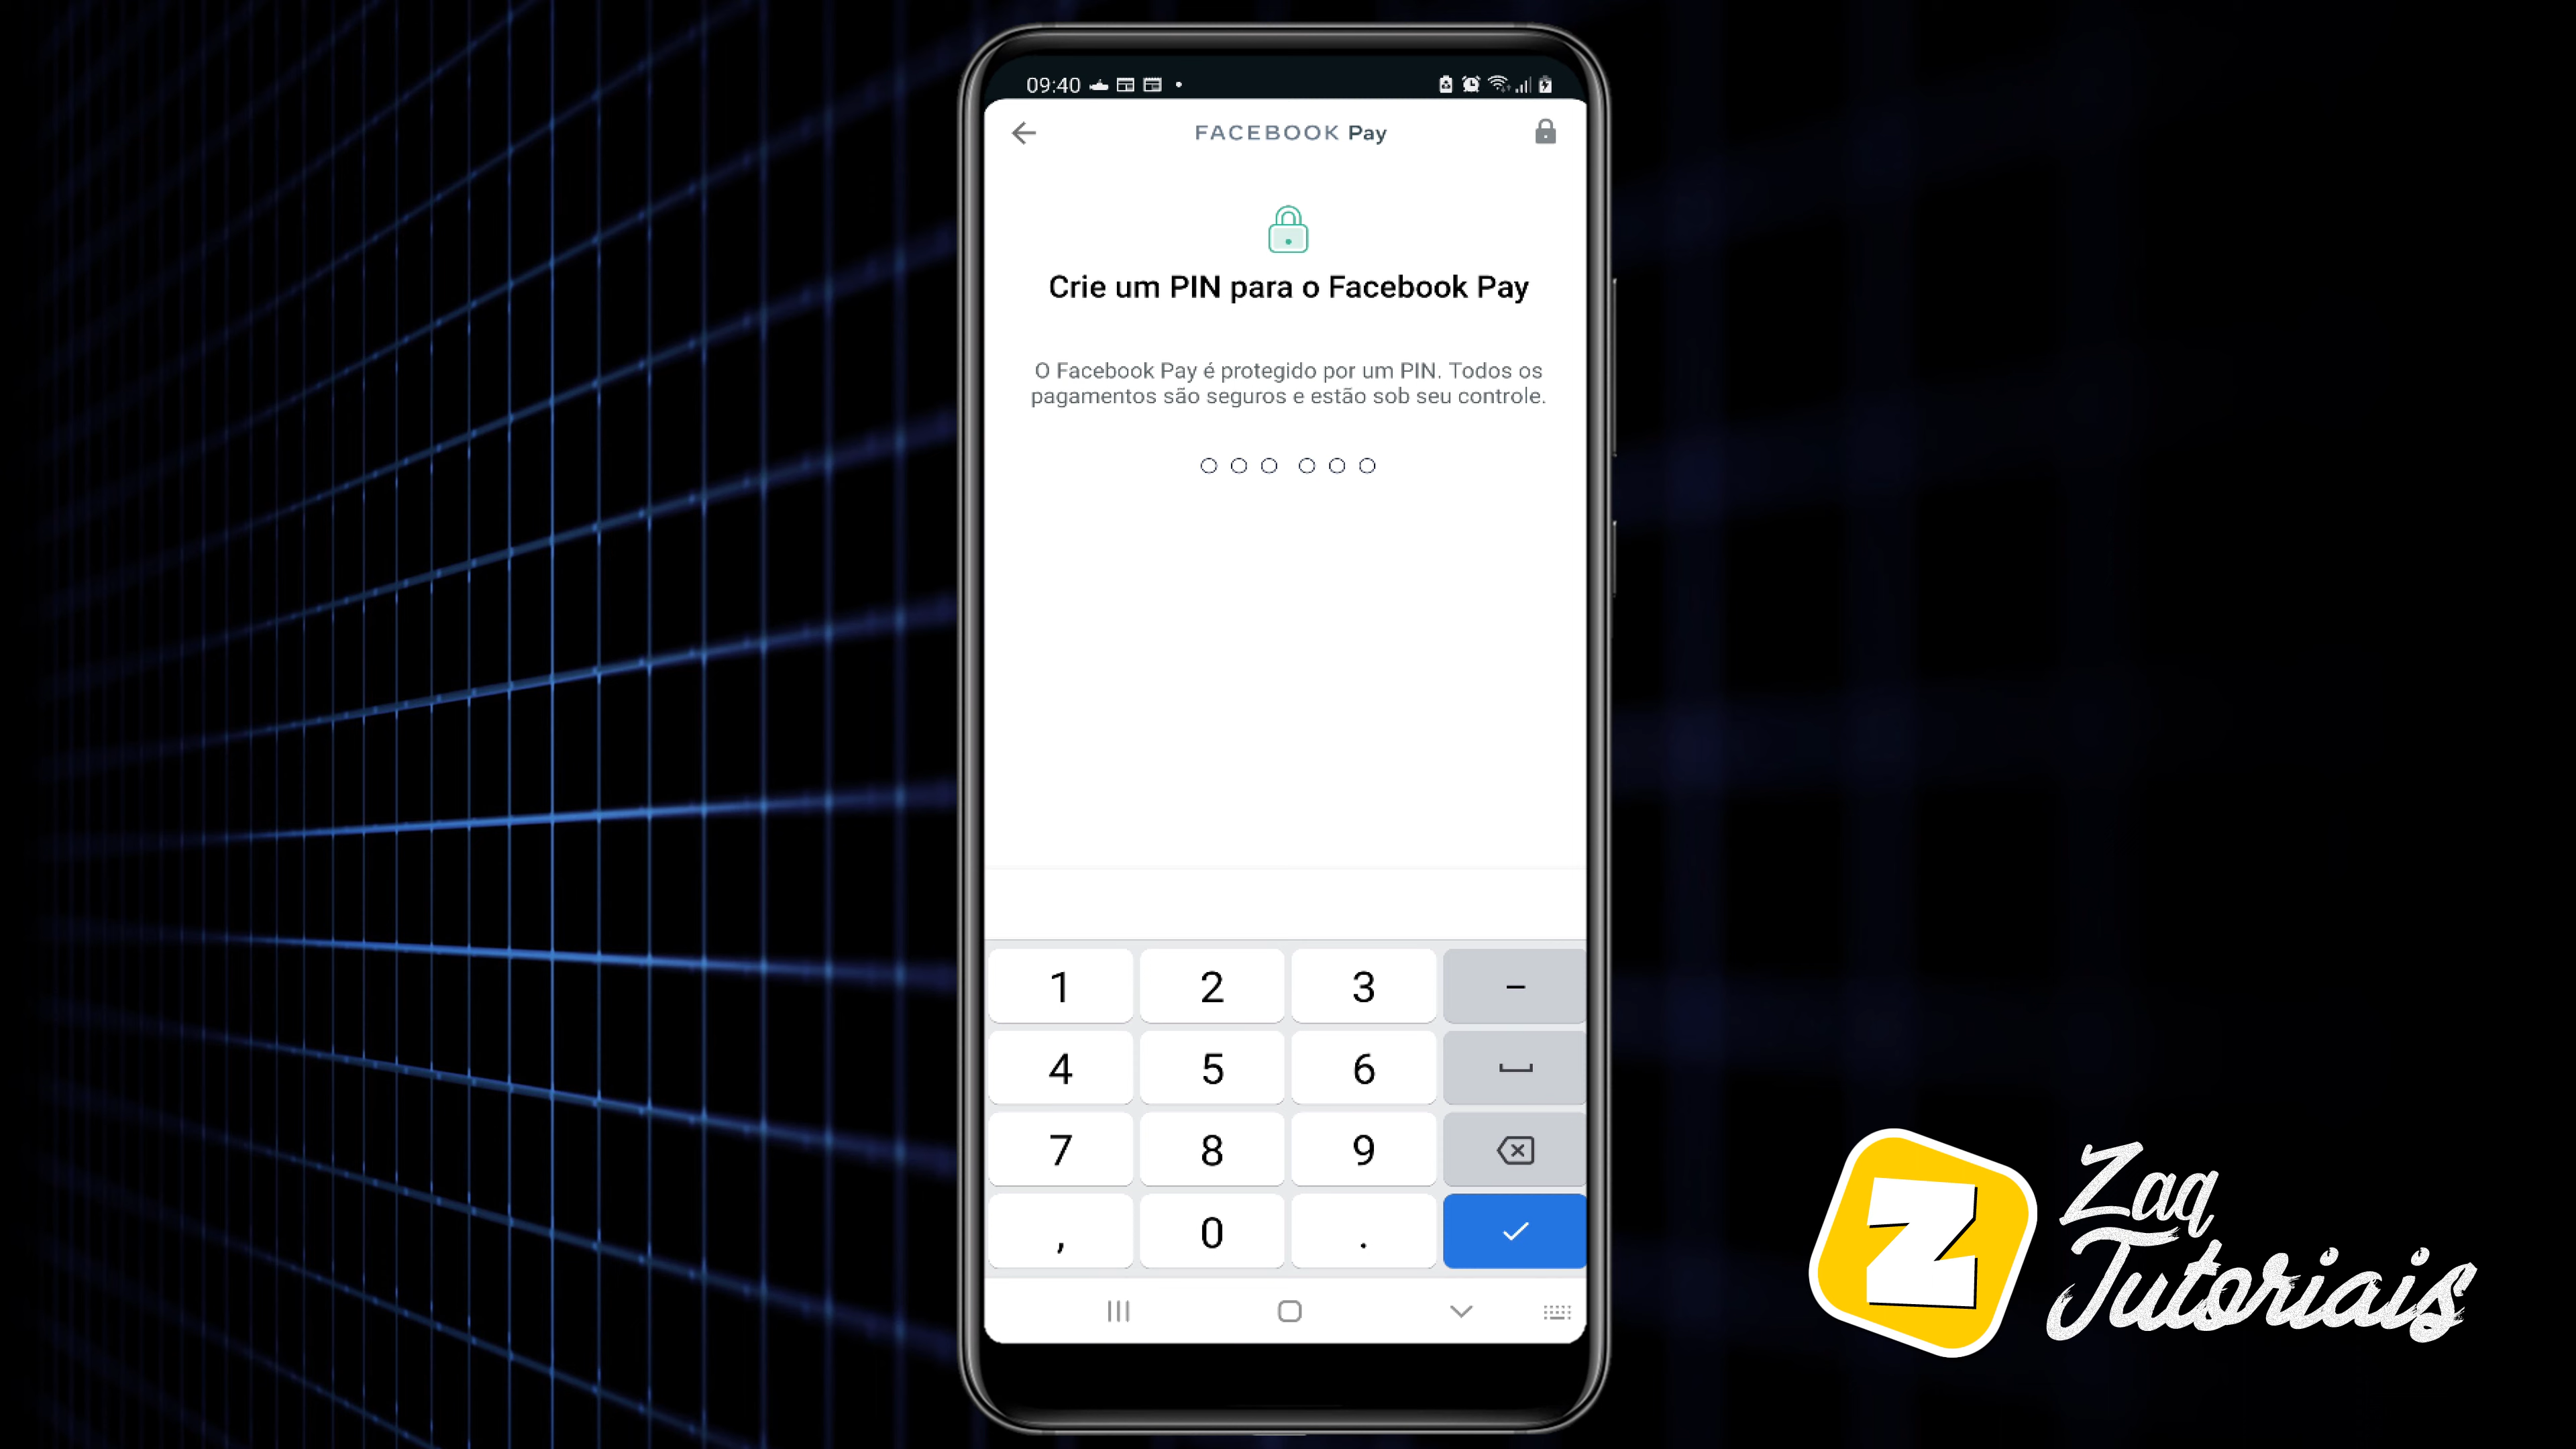 09:40
FACEBOOK Pay
Crie um PIN para o Facebook Pay
O Facebook Pay é protegido por um PIN. Todos os
pagamentos são seguros e estão sob seu controle.
1 2 3 –
4 5 6
7 8 9
, 0 .
Z
Zaq
Tutoriais